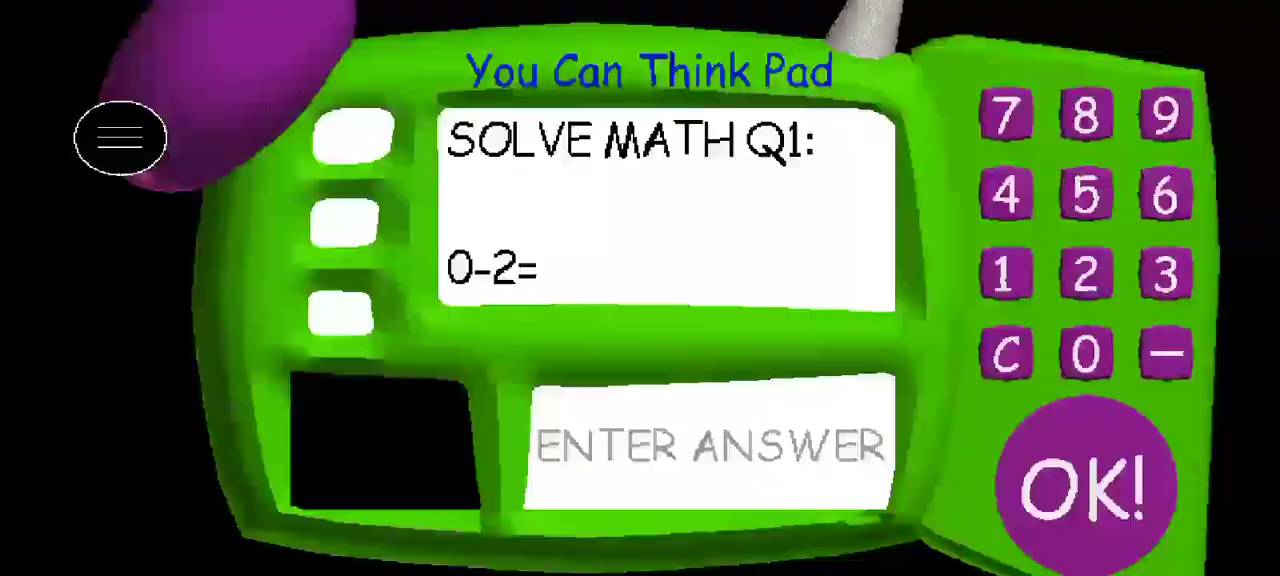 You Can Think Pad
SOLVE MATH Q1:
0-2=
ENTER ANSWER
7 8 9
4 5 6
1 2 3
C 0 –
OK!